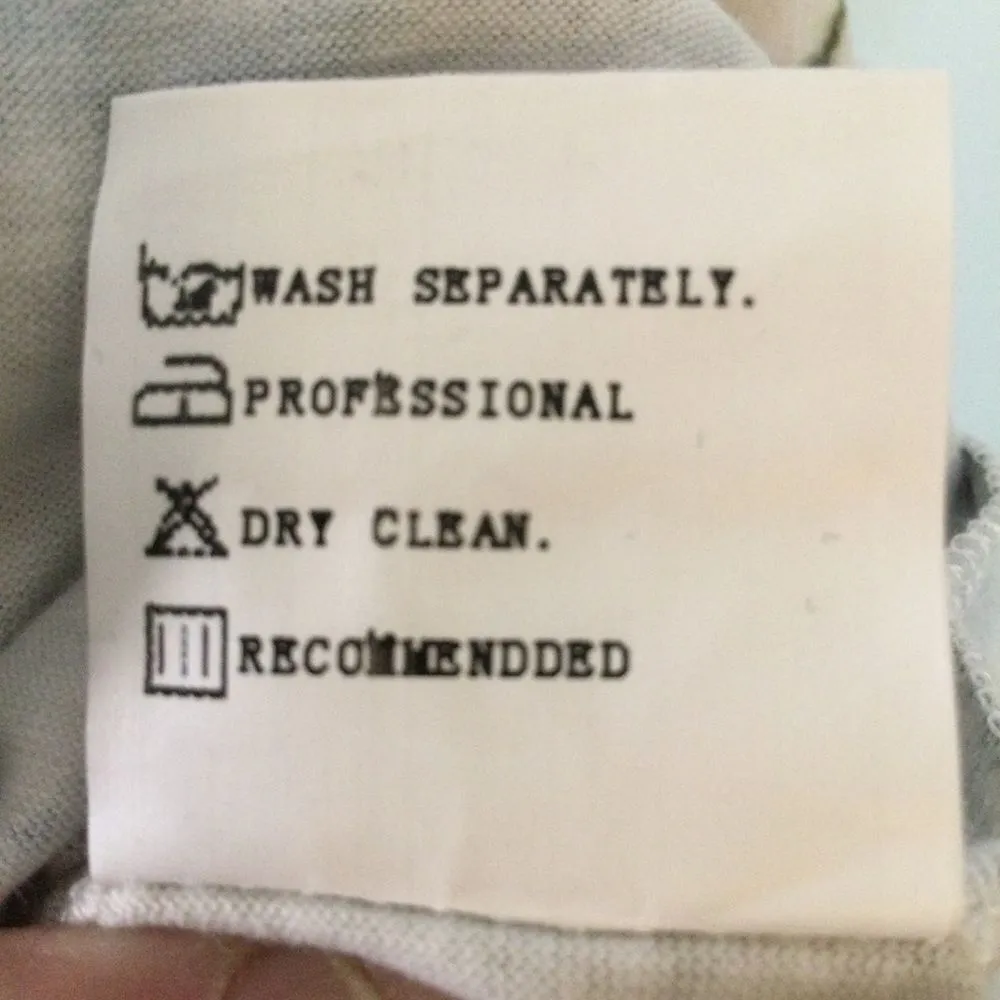 WASH SEPARATELY.
PROFESSIONAL
DRY CLEAN.
RECOMMENDDED